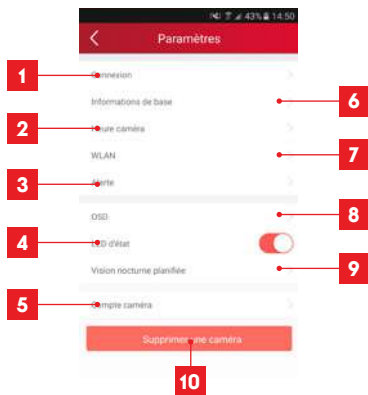 43% 14:50
Paramètres
1 Connexion
Informations de base 6
2 Heure caméra
WLAN 7
3 Alerte
OSD 8
4 LED d'état
Vision nocturne planifiée 9
5 Compte caméra
Supprimer une caméra
10